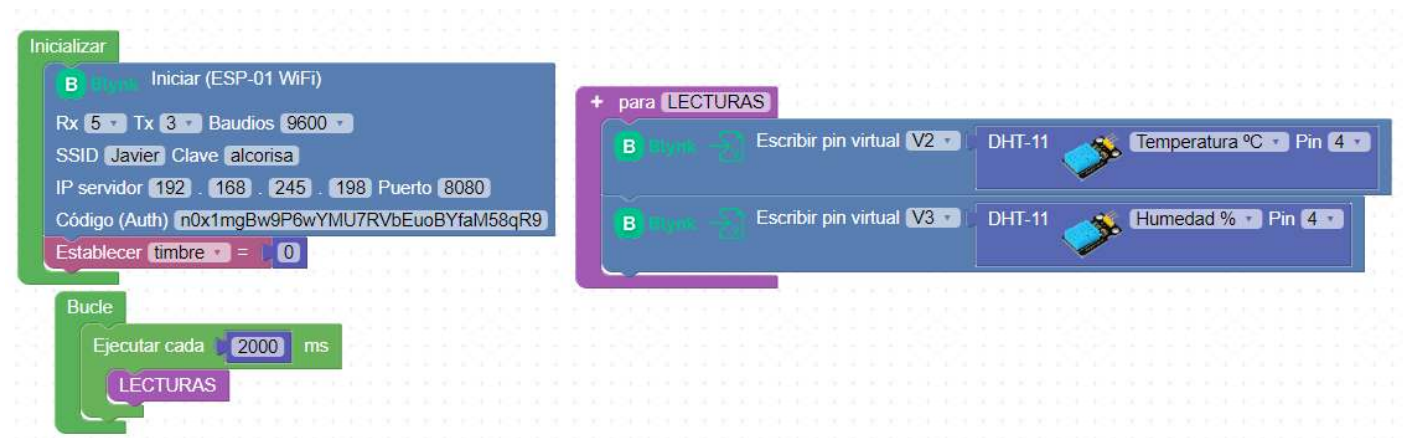 Inicializar
B Blynk Iniciar (ESP-01 WiFi)
Rx 5 Tx 3 Baudios 9600
SSID Javier Clave alcorisa
IP servidor 192 . 168 . 245 . 198 Puerto 8080
Código (Auth) n0x1mgBw9P6wYMU7RVbEuoBYfaM58qR9
Establecer timbre = 0
Bucle
Ejecutar cada 2000 ms
LECTURAS
+ para LECTURAS
B Blynk Escribir pin virtual V2 DHT-11 Temperatura ºC Pin 4
B Blynk Escribir pin virtual V3 DHT-11 Humedad % Pin 4